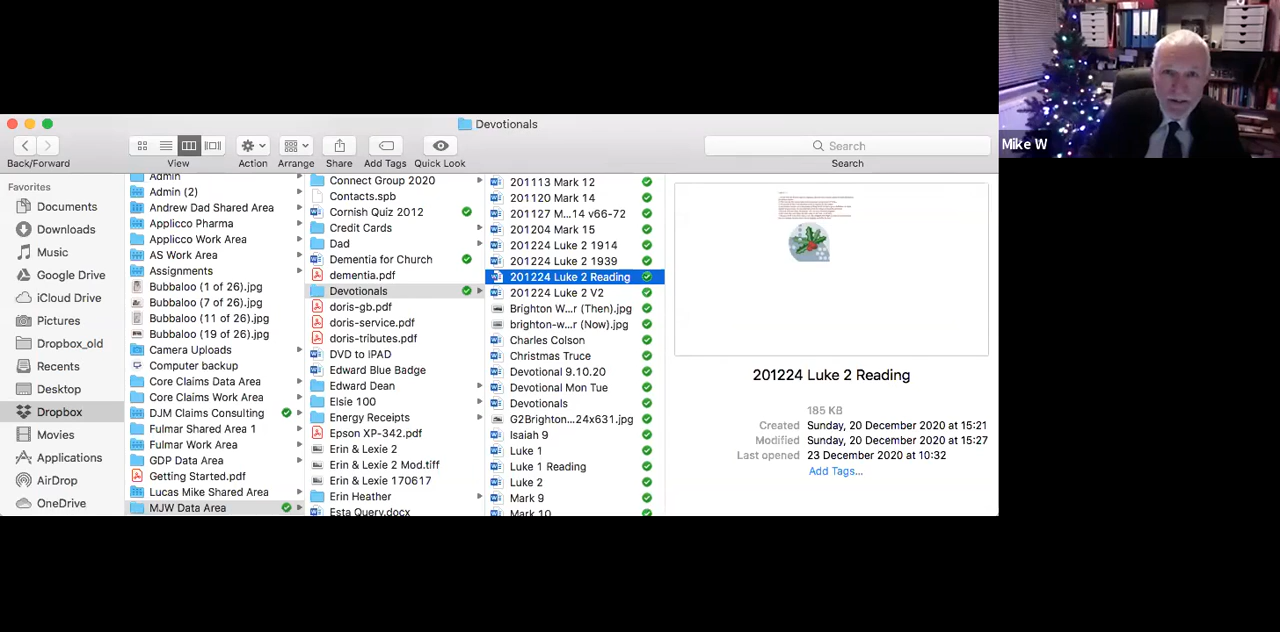 Devotionals
Back/Forward
View
Action
Arrange
Share
Add Tags
Quick Look
Search
Search
Favorites
Documents
Downloads
Music
Google Drive
iCloud Drive
Pictures
Dropbox_old
Recents
Desktop
Dropbox
Movies
Applications
AirDrop
OneDrive
Admin
Admin (2)
Andrew Dad Shared Area
Applico Pharma
Applicco Work Area
AS Work Area
Assignments
Bubbaloo (1 of 26).jpg
Bubbaloo (7 of 26).jpg
Bubbaloo (11 of 26).jpg
Bubbaloo (19 of 26).jpg
Camera Uploads
Computer backup
Core Claims Data Area
Core Claims Work Area
DJM Claims Consulting
Fulmar Shared Area 1
Fulmar Work Area
GDP Data Area
Getting Started.pdf
Lucas Mike Shared Area
MJW Data Area
Connect Group 2020
Contacts.spb
Cornish Quiz 2012
Credit Cards
Dad
Dementia for Church
dementia.pdf
Devotionals
doris-gb.pdf
doris-service.pdf
doris-tributes.pdf
DVD to IPAD
Edward Blue Badge
Edward Dean
Elsie 100
Energy Receipts
Epson XP-342.pdf
Erin & Lexie 2
Erin & Lexie 2 Mod.tiff
Erin & Lexie 170617
Erin Heather
Esta Query.docx
201113 Mark 12
201120 Mark 14
201127 M...14 v66-72
201204 Mark 15
201224 Luke 2 1914
201224 Luke 2 1939
201224 Luke 2 Reading
201224 Luke 2 V2
Brighton W...r (Then).jpg
brighton-w...r (Now).jpg
Charles Colson
Christmas Truce
Devotional 9.10.20
Devotional Mon Tue
Devotionals
G2Brighton...24x631.jpg
Isaiah 9
Luke 1
Luke 1 Reading
Luke 2
Mark 9
Mark 10
201224 Luke 2 Reading
185 KB
Created Sunday, 20 December 2020 at 15:21
Modified Sunday, 20 December 2020 at 15:27
Last opened 23 December 2020 at 10:32
Add Tags...
Mike W